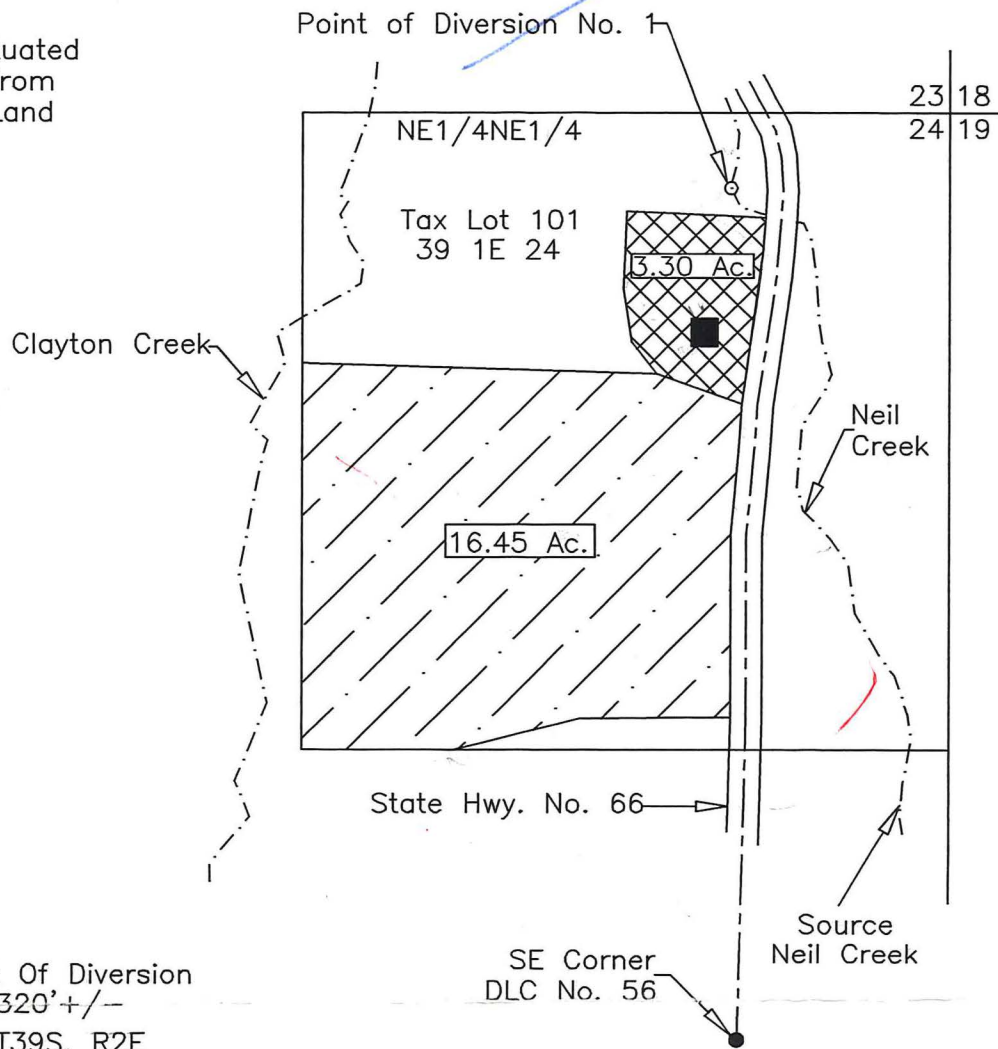 Point of Diversion No. 1
uated
rom
Land
23 18
24 19
NE1/4NE1/4
Tax Lot 101
39 1E 24
3.30 Ac.
Clayton Creek
Neil
Creek
16.45 Ac.
State Hwy. No. 66
Source
Neil Creek
SE Corner
DLC No. 56
Of Diversion
320'+/-
T39S, R2E